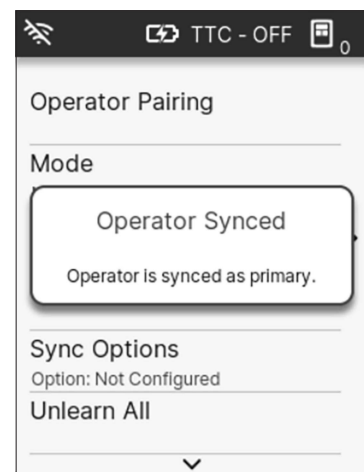 TTC - OFF
0
Operator Pairing
Mode
Operator Synced
Operator is synced as primary.
Sync Options
Option: Not Configured
Unlearn All